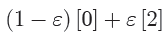 (1 − ε) [0] + ε [2]